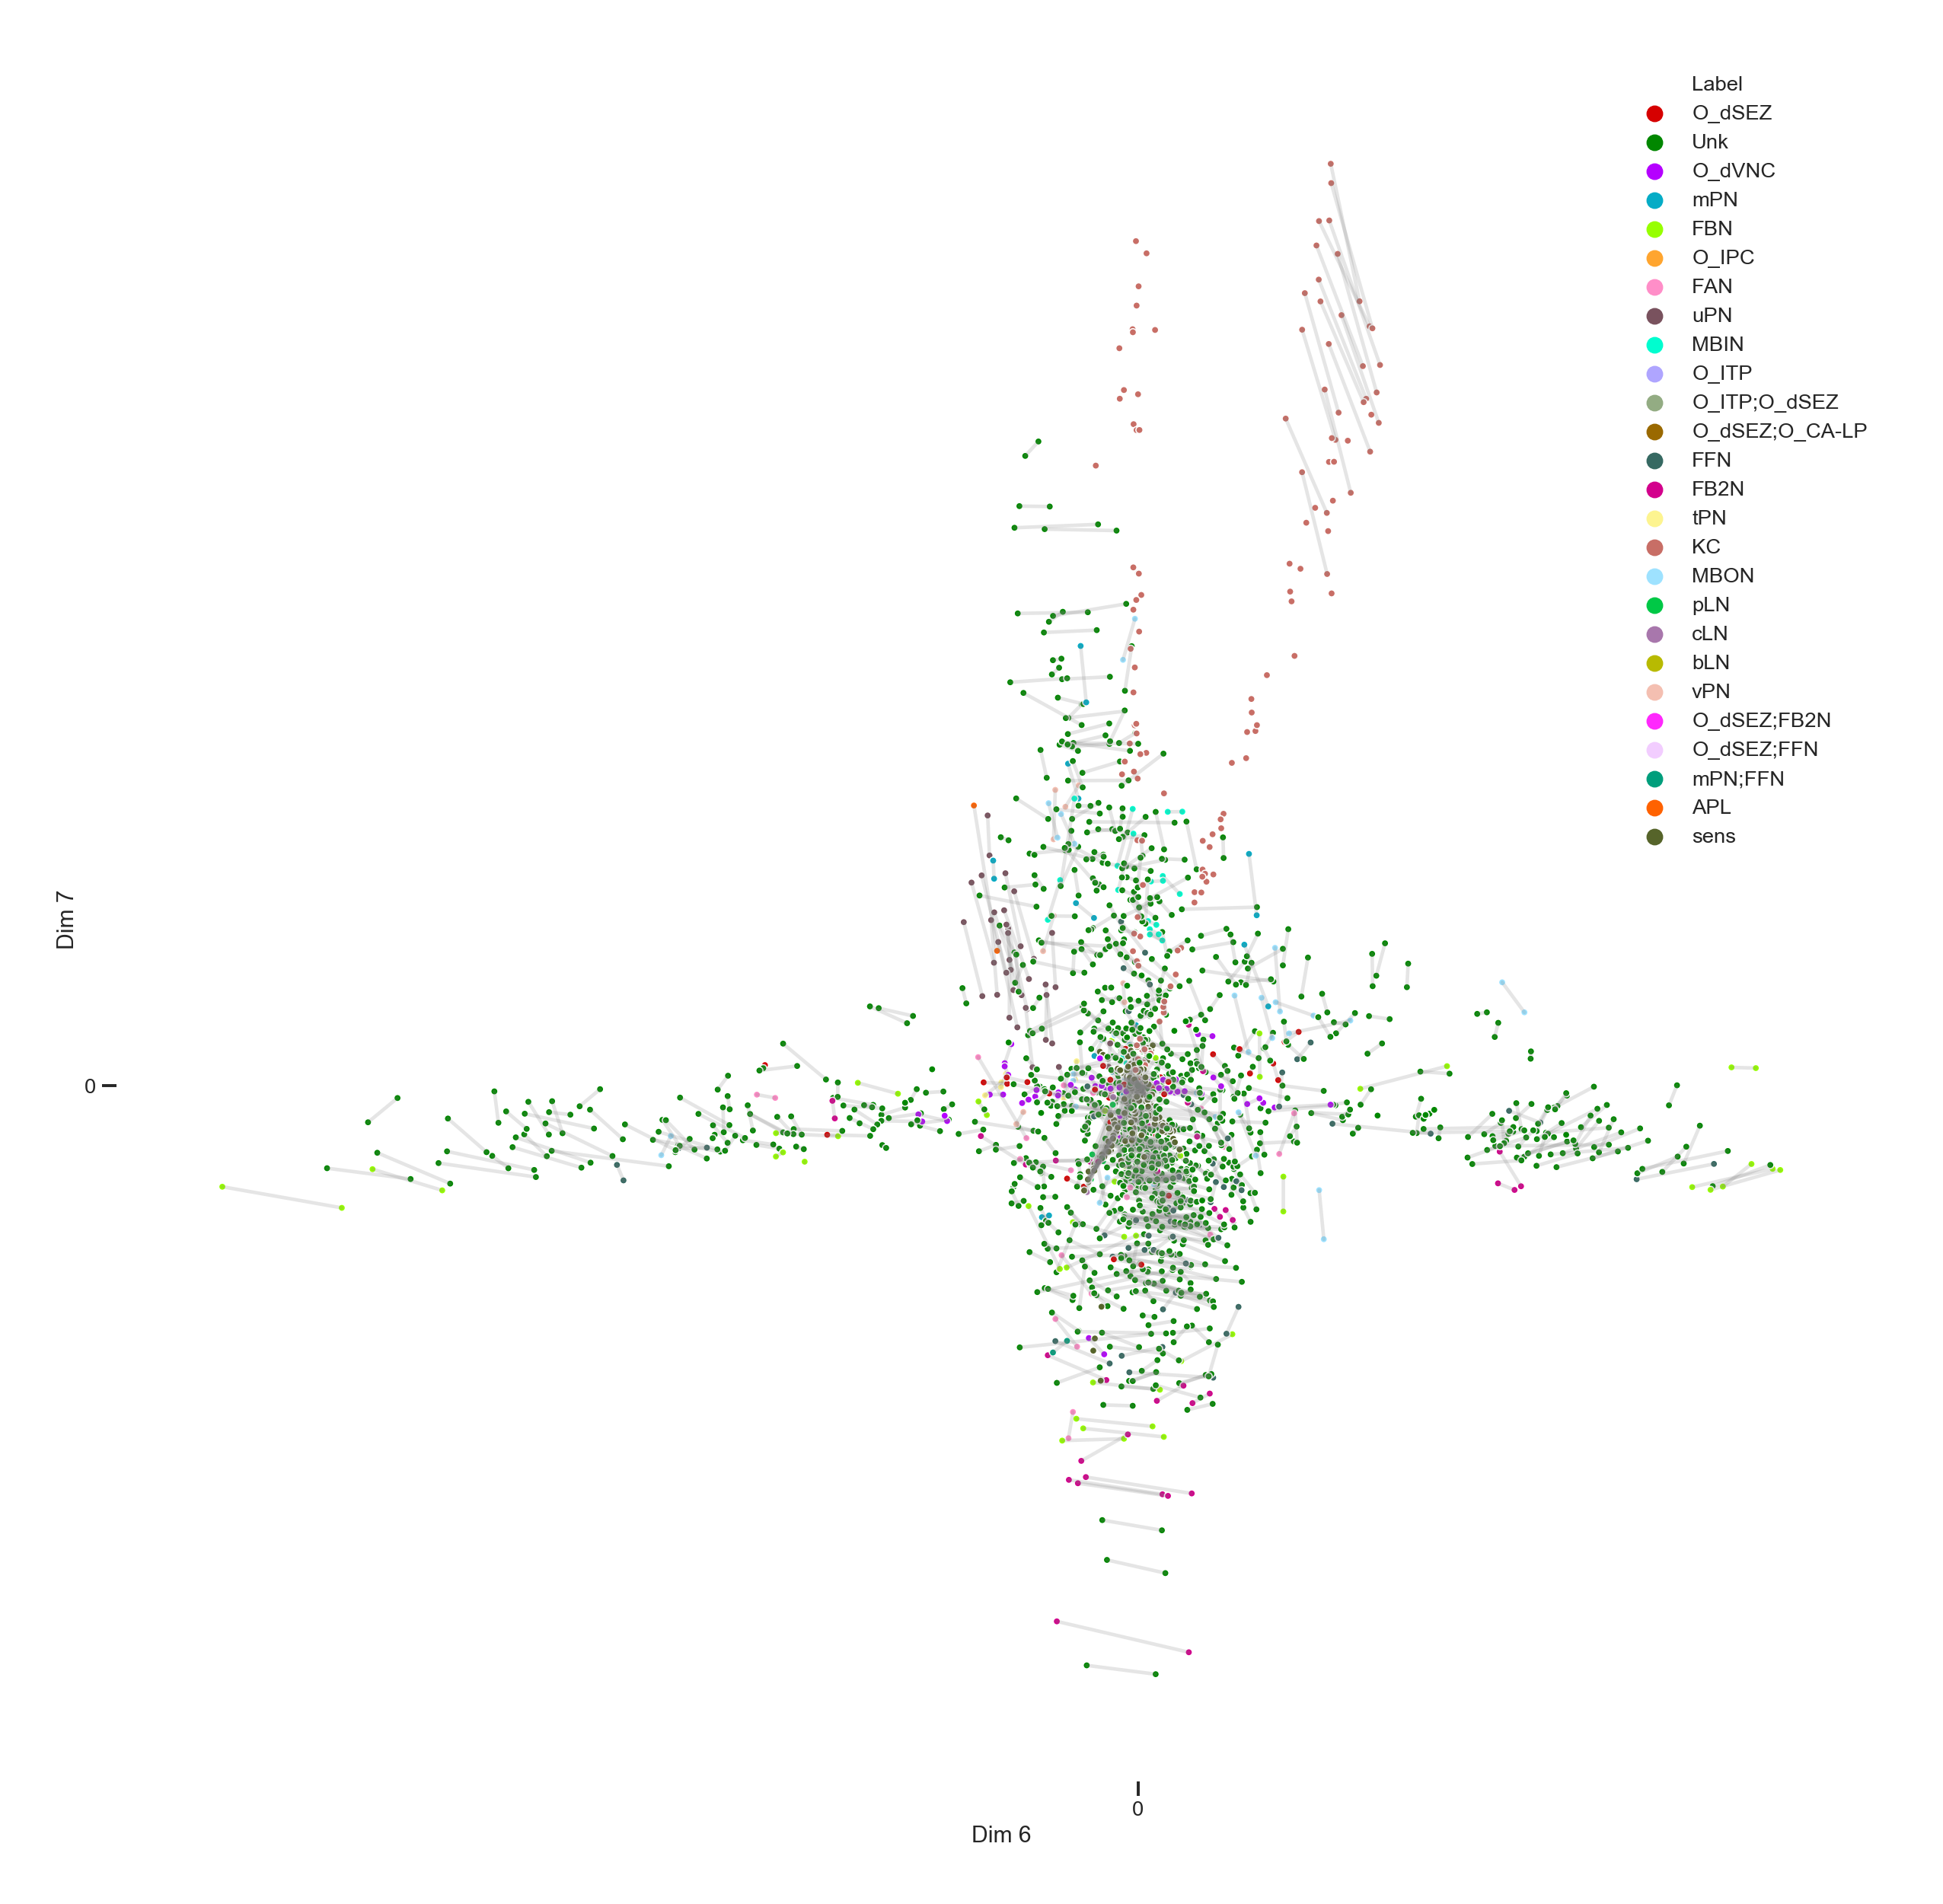 Label
O_dSEZ
Unk
O_dVNC
mPN
FBN
O_IPC
FAN
uPN
MBIN
O_ITP
O_ITP;O_dSEZ
O_dSEZ;O_CA-LP
FFN
FB2N
tPN
KC
MBON
pLN
cLN
bLN
vPN
O_dSEZ;FB2N
O_dSEZ;FFN
mPN;FFN
APL
sens
Dim 7
0
0
Dim 6